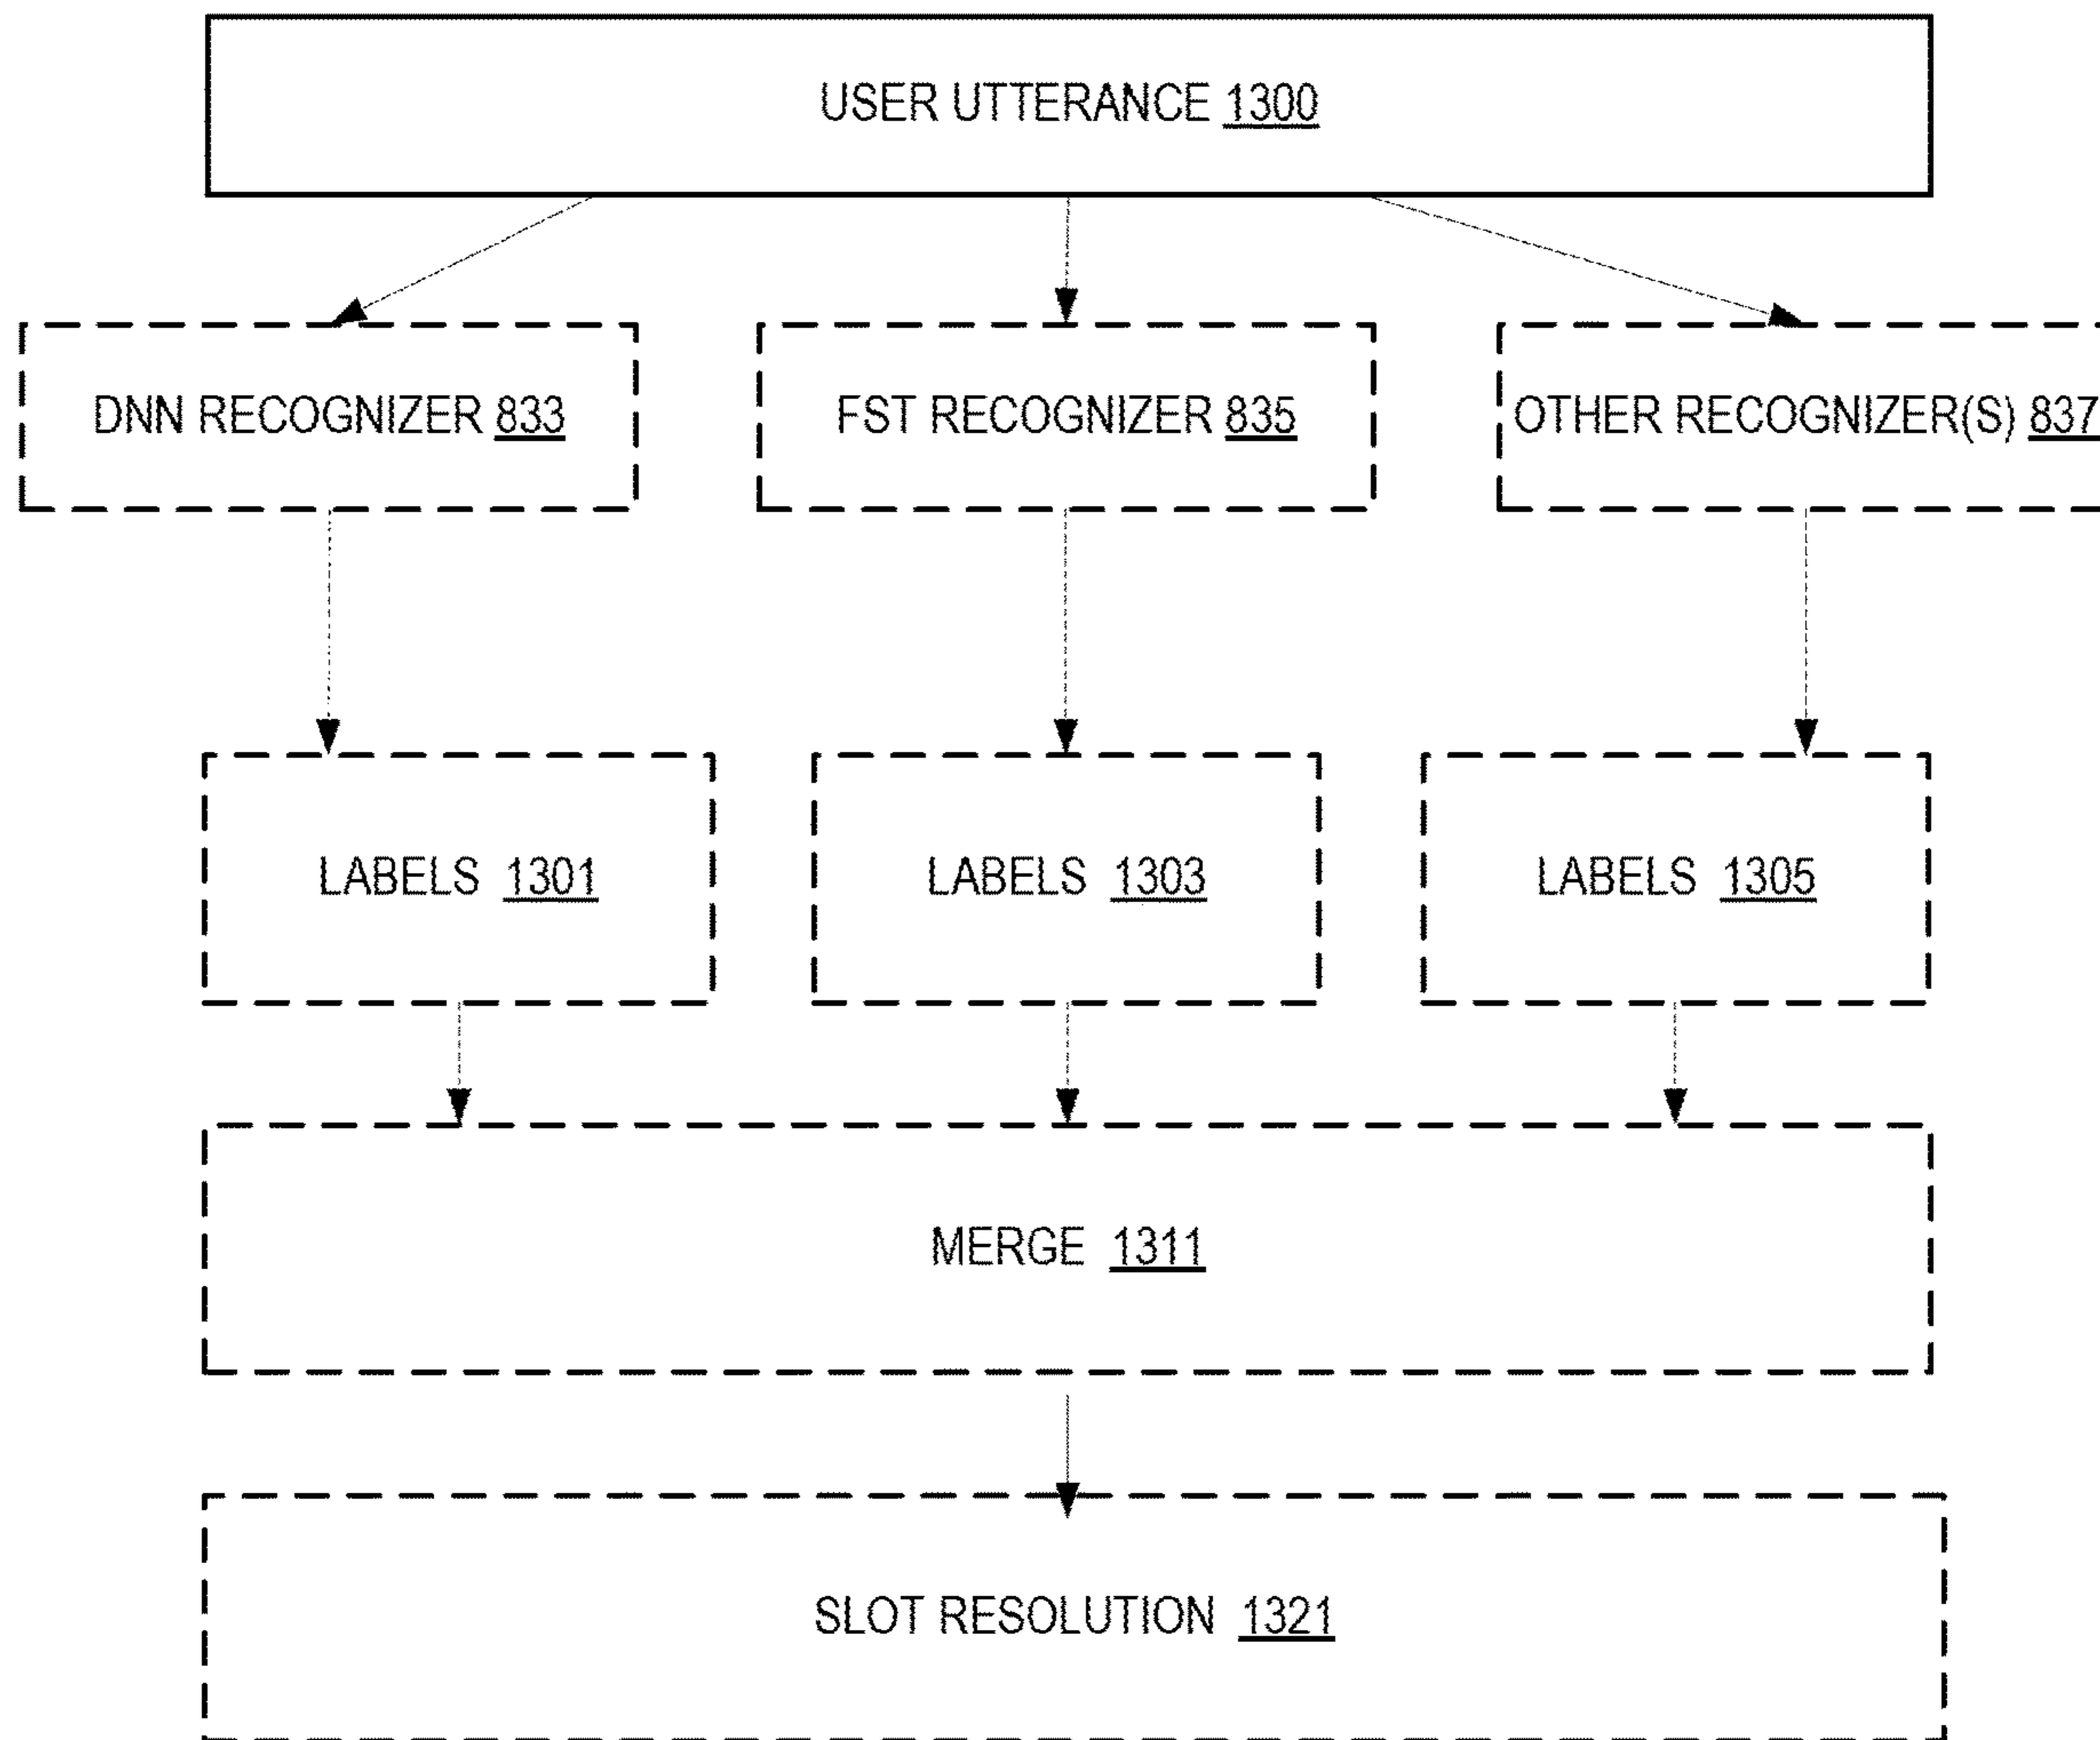 USER UTTERANCE 1300
DNN RECOGNIZER 833
FST RECOGNIZER 835
OTHER RECOGNIZER(S) 837
LABELS 1301
LABELS 1303
LABELS 1305
MERGE 1311
SLOT RESOLUTION 1321